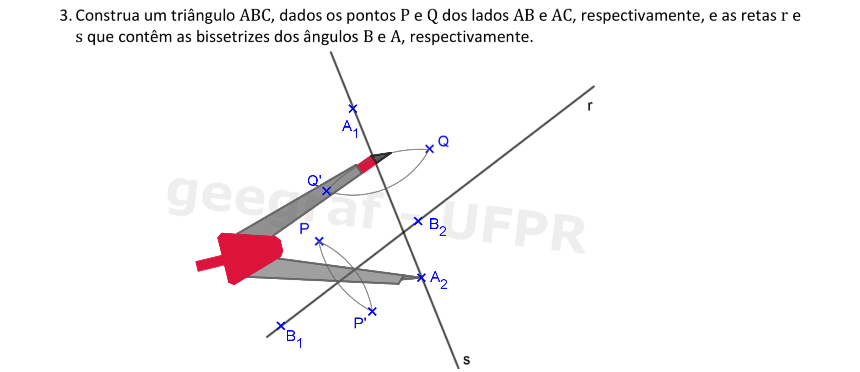 3. Construa um triângulo ABC, dados os pontos P e Q dos lados AB e AC, respectivamente, e as retas r e
s que contêm as bissetrizes dos ângulos B e A, respectivamente.
r
A1
Q
Q'
geegraf - UFPR
P
B2
A2
P'
B1
s